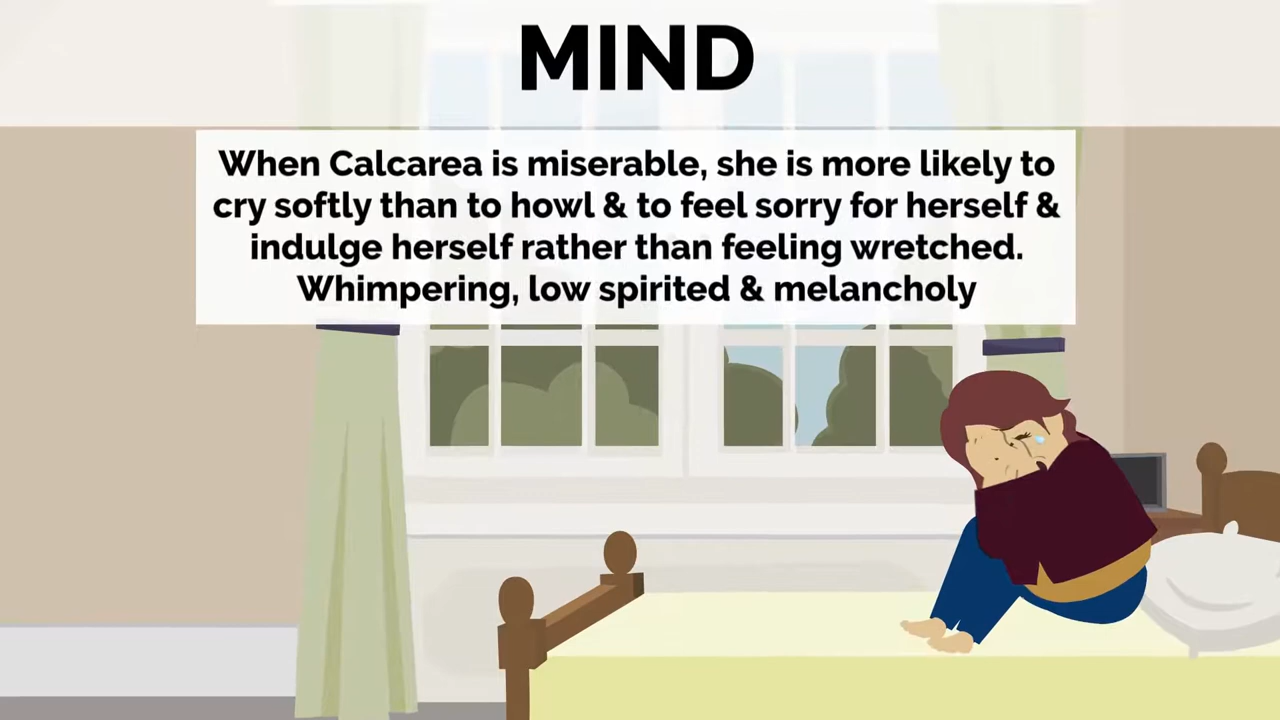 MIND
When Calcarea is miserable, she is more likely to
cry softly than to howl & to feel sorry for herself &
indulge herself rather than feeling wretched.
Whimpering, low spirited & melancholy